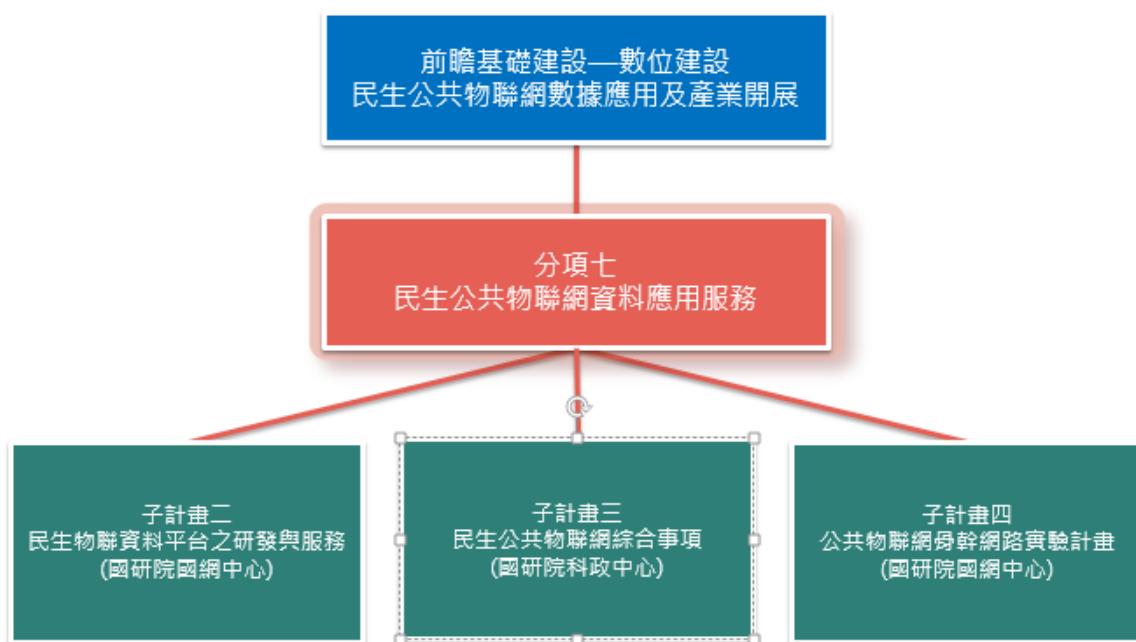 前瞻基礎建設—數位建設
民生公共物聯網數據應用及產業開展
分項七
民生公共物聯網資料應用服務
子計畫二
民生物聯資料平台之研發與服務
(國研院國網中心)
子計畫三
民生公共物聯網綜合事項
(國研院科政中心)
子計畫四
公共物聯網骨幹網路實驗計畫
(國研院國網中心)